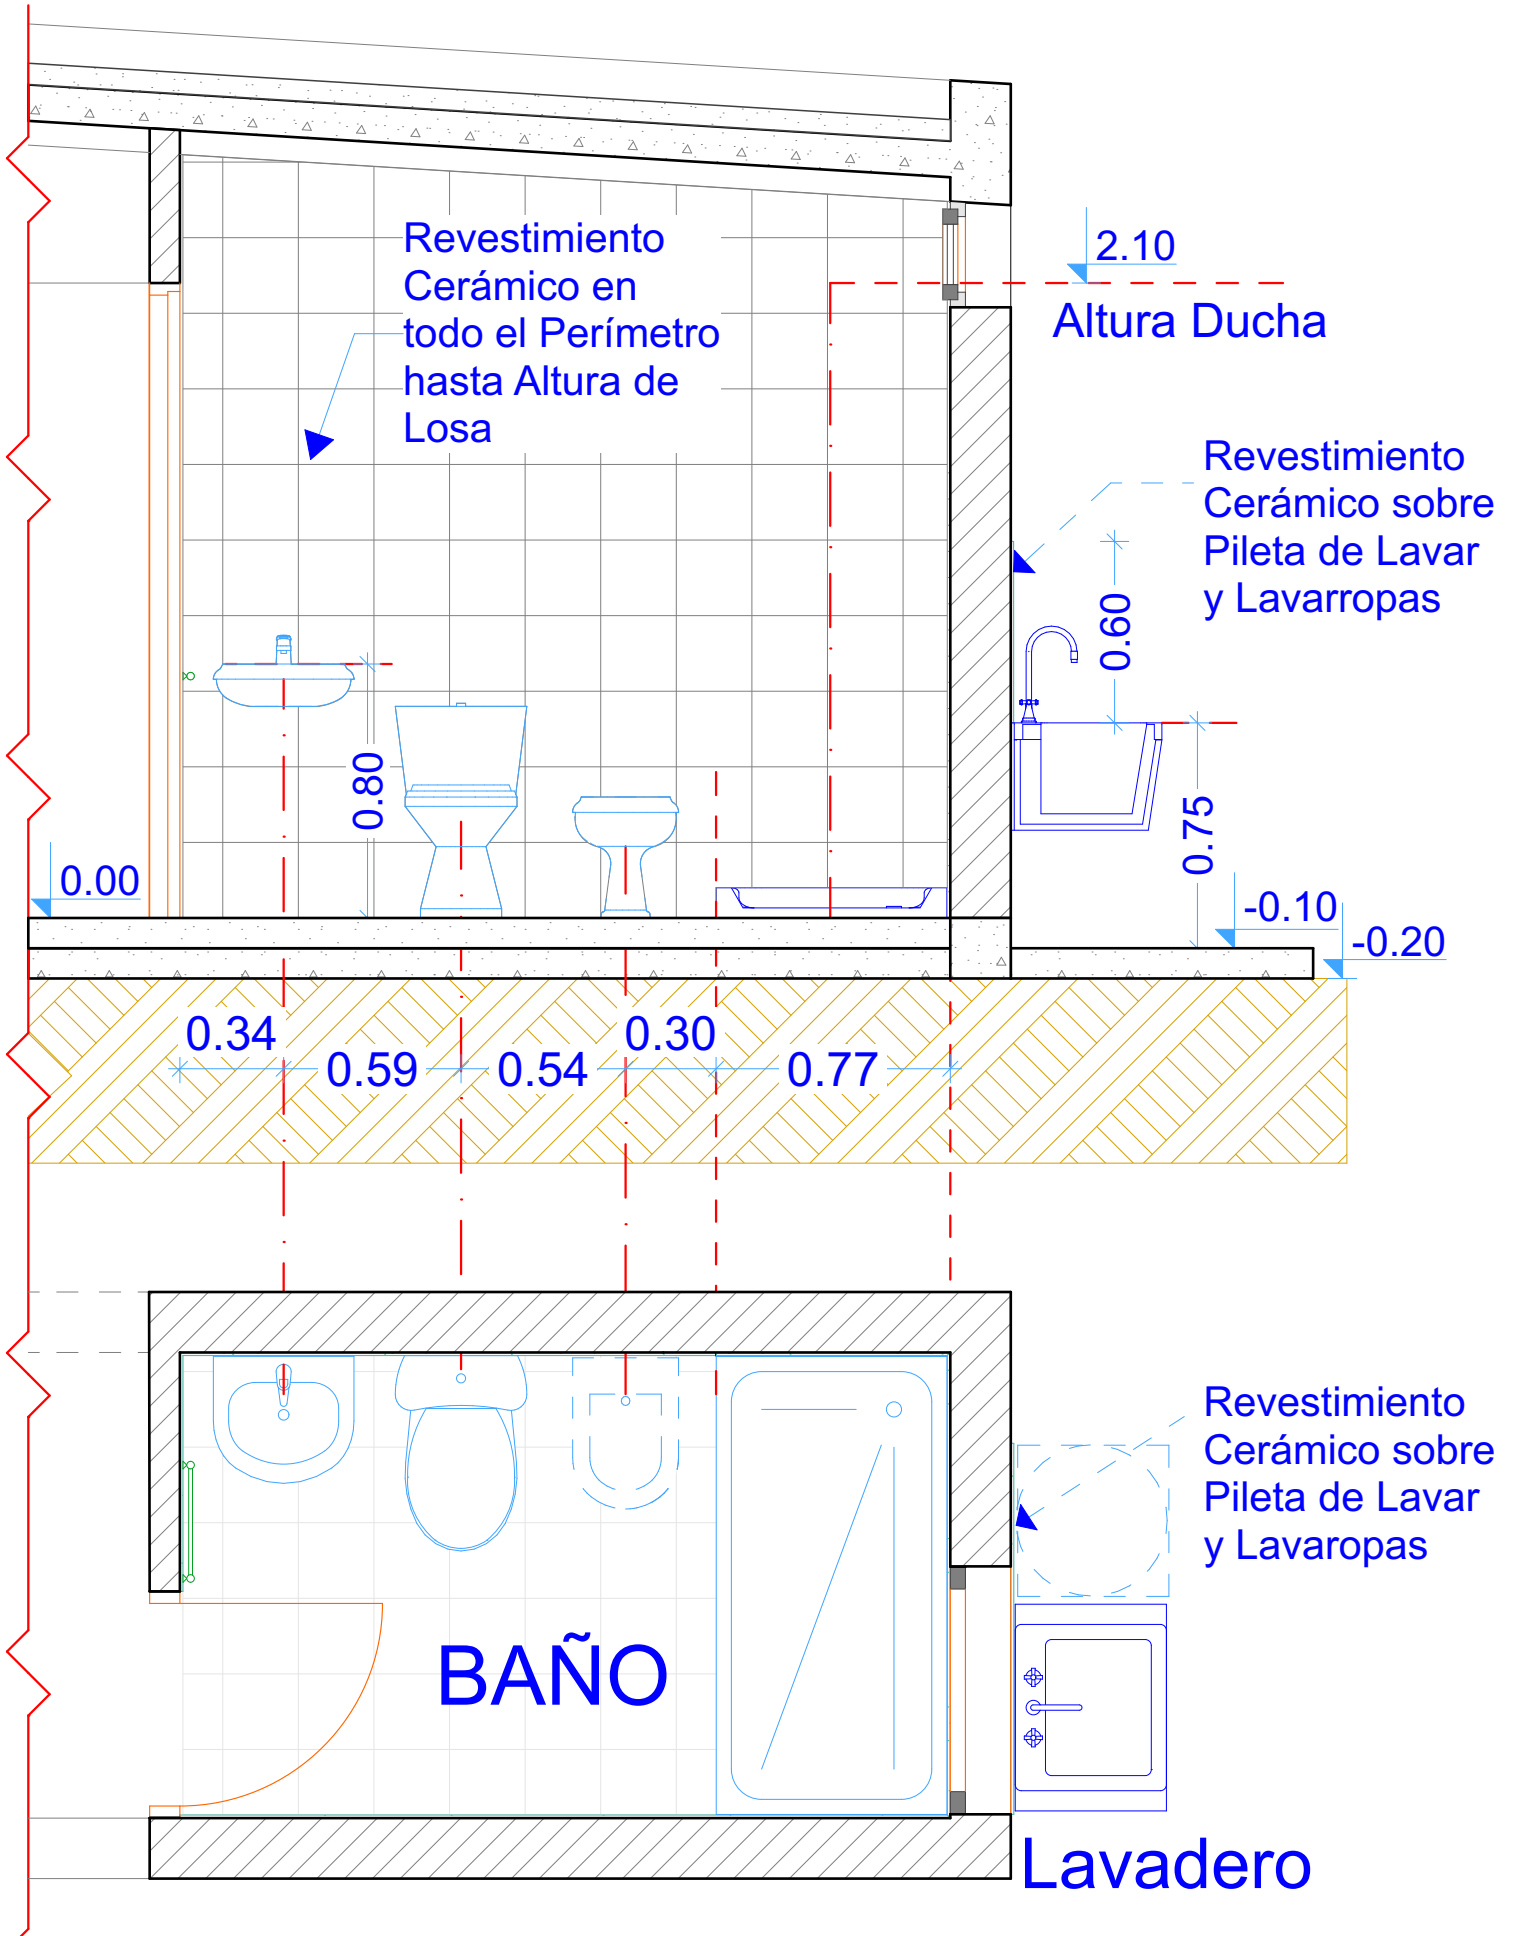 Revestimiento
Cerámico en
todo el Perímetro
hasta Altura de
Losa
2.10
Altura Ducha
Revestimiento
Cerámico sobre
Pileta de Lavar
y Lavarropas
0.60
0.80
0.75
0.00
-0.10
-0.20
0.34
0.59
0.54
0.30
0.77
Revestimiento
Cerámico sobre
Pileta de Lavar
y Lavaropas
BAÑO
Lavadero